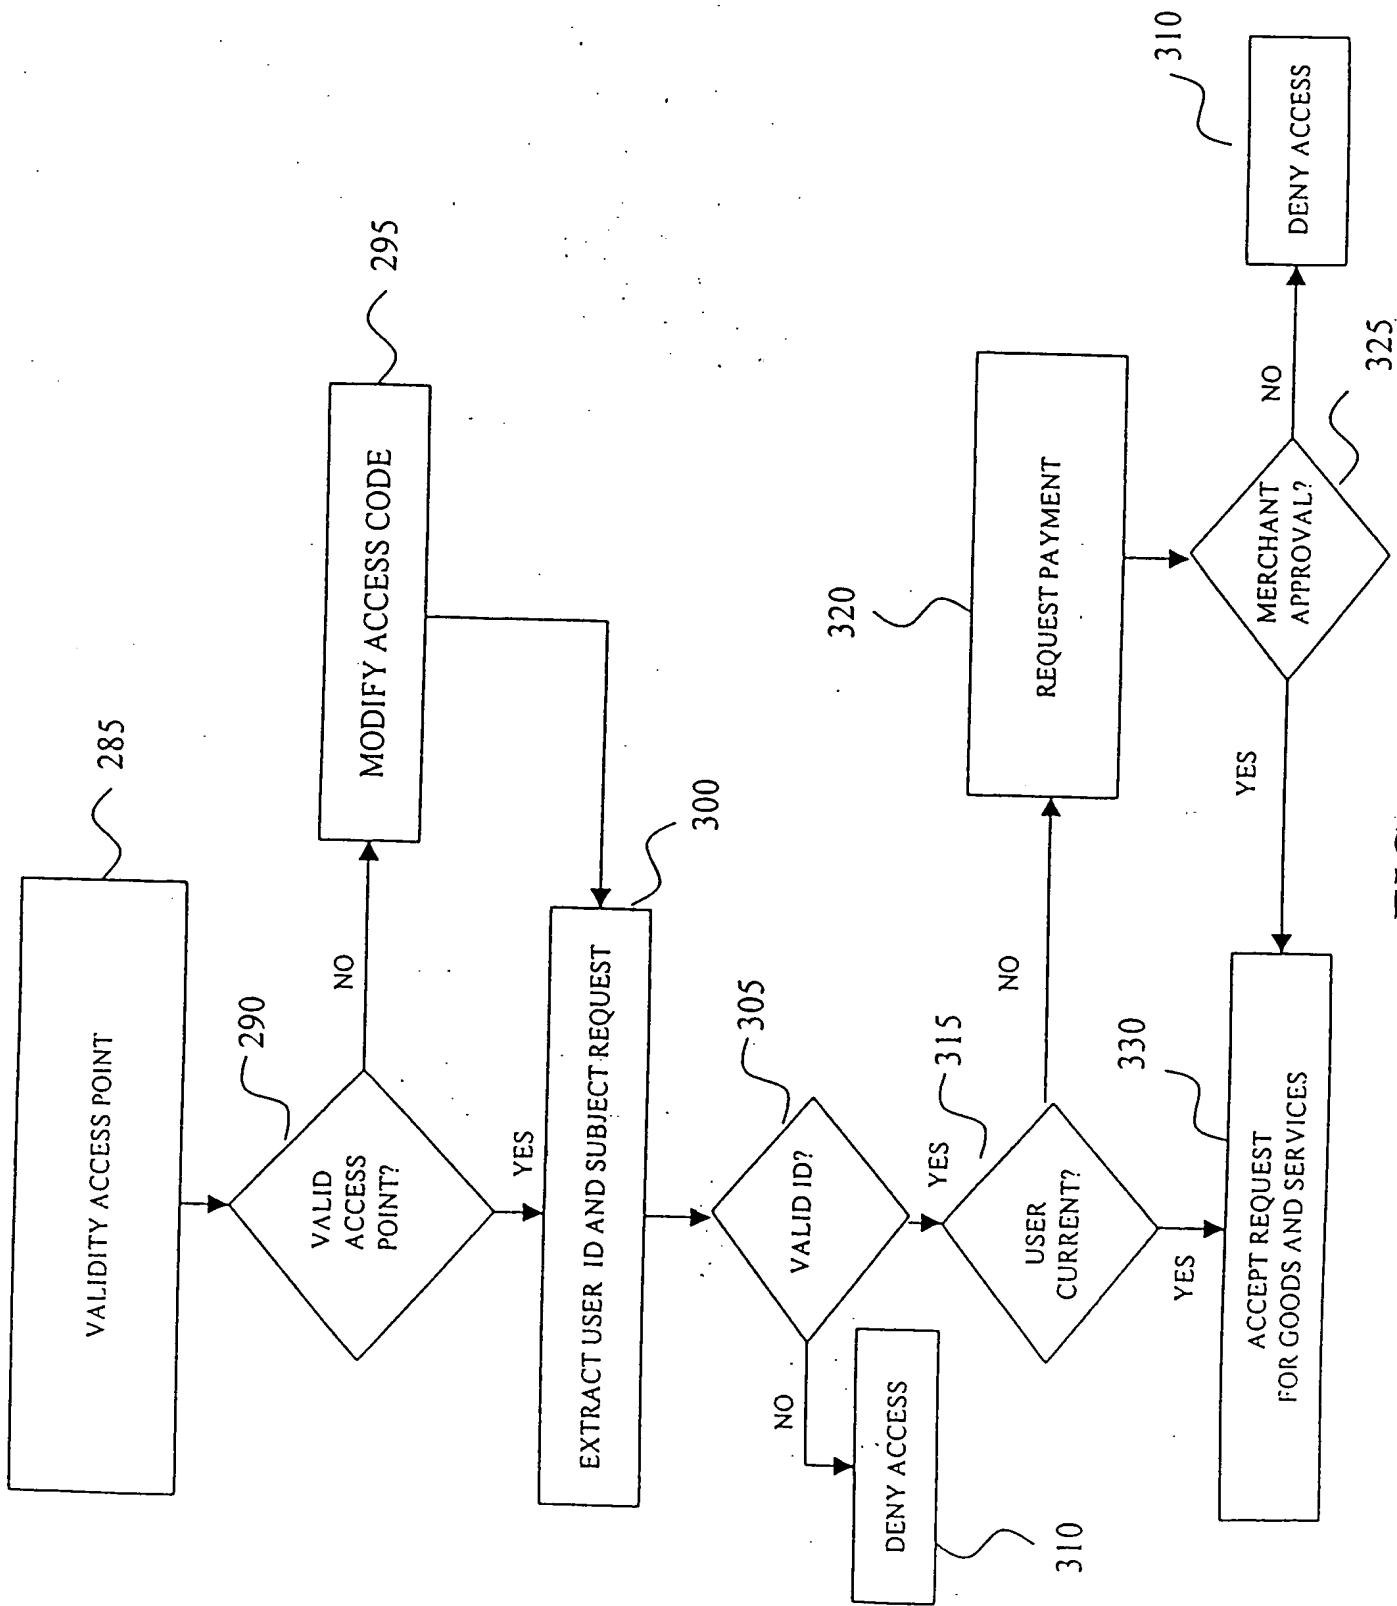 VALIDITY ACCESS POINT
285
290
VALID
ACCESS
POINT?
NO
MODIFY ACCESS CODE
295
YES
EXTRACT USER ID AND SUBJECT REQUEST
300
305
VALID ID?
NO
DENY ACCESS
310
YES
315
USER
CURRENT?
NO
320
REQUEST PAYMENT
YES
330
ACCEPT REQUEST
FOR GOODS AND SERVICES
MERCHANT
APPROVAL?
325
YES
NO
DENY ACCESS
310